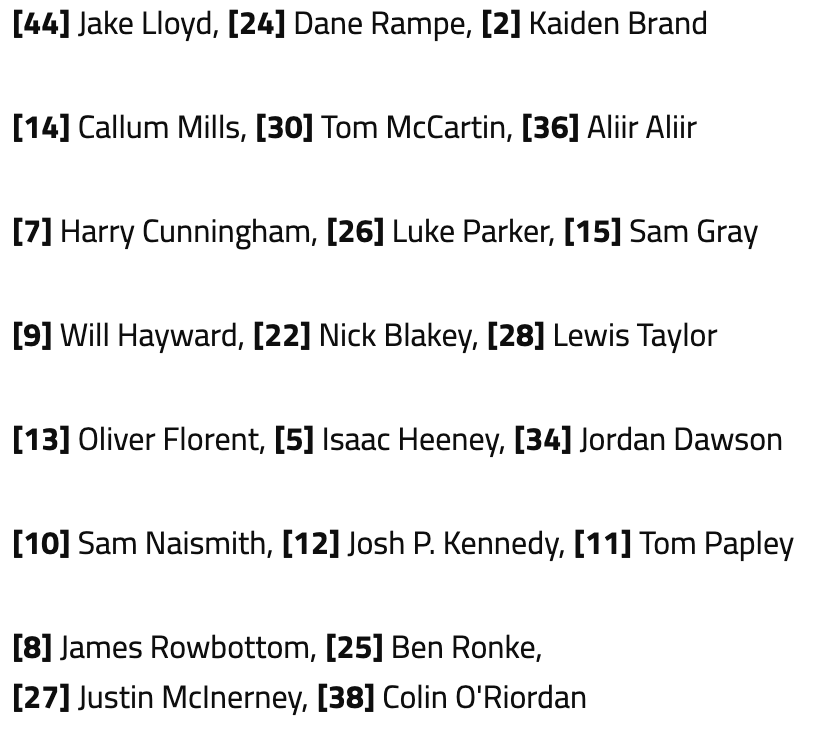 [44] Jake Lloyd, [24] Dane Rampe, [2] Kaiden Brand
[14] Callum Mills, [30] Tom McCartin, [36] Aliir Aliir
[7] Harry Cunningham, [26] Luke Parker, [15] Sam Gray
[9] Will Hayward, [22] Nick Blakey, [28] Lewis Taylor
[13] Oliver Florent, [5] Isaac Heeney, [34] Jordan Dawson
[10] Sam Naismith, [12] Josh P. Kennedy, [11] Tom Papley
[8] James Rowbottom, [25] Ben Ronke,
[27] Justin McInerney, [38] Colin O'Riordan